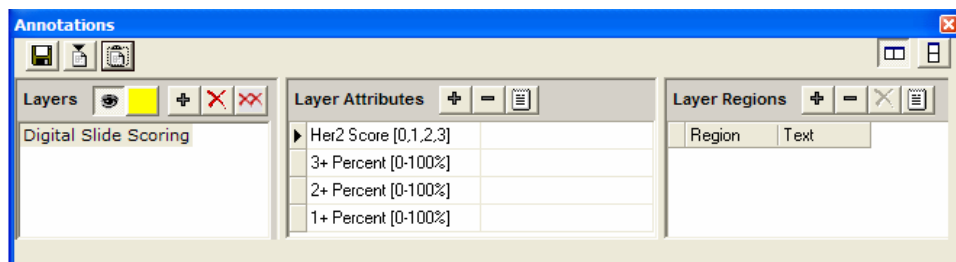 Annotations
Layers
Digital Slide Scoring
Layer Attributes
Her2 Score [0,1,2,3]
3+ Percent [0-100%]
2+ Percent [0-100%]
1+ Percent [0-100%]
Layer Regions
Region Text